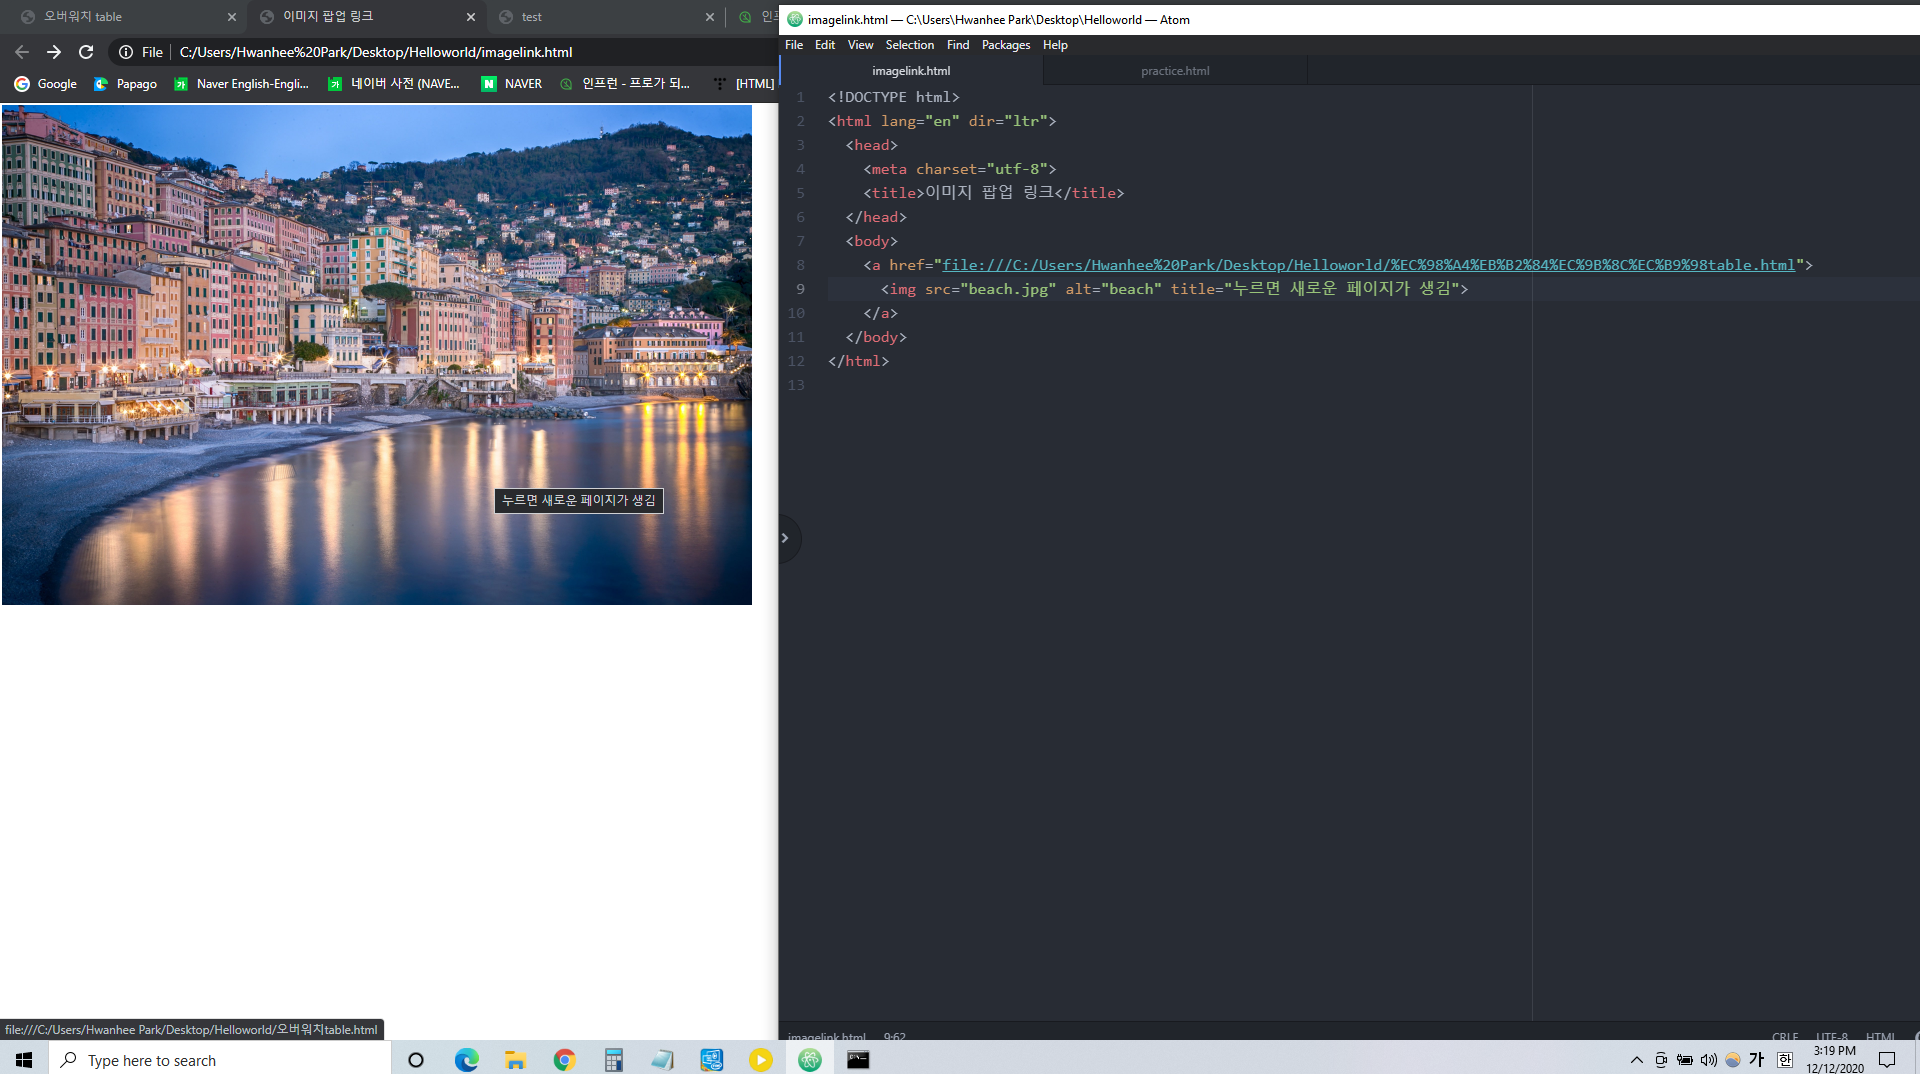 오버워치 table
이미지 팝업 링크
test
File
C:/Users/Hwanhee%20Park/Desktop/Helloworld/imagelink.html
Google
Papago
Naver English-Engli...
네이버 사전 (NAVE...
NAVER
인프런 - 프로가 되...
[HTML]
누르면 새로운 페이지가 생김
file:///C:/Users/Hwanhee Park/Desktop/Helloworld/오버워치table.html
imagelink.html — C:\Users\Hwanhee Park\Desktop\Helloworld — Atom
File Edit View Selection Find Packages Help
imagelink.html
practice.html
1 <!DOCTYPE html>
2 <html lang="en" dir="ltr">
3 <head>
4 <meta charset="utf-8">
5 <title>이미지 팝업 링크</title>
6 </head>
7 <body>
8 <a href="file:///C:/Users/Hwanhee%20Park/Desktop/Helloworld/%EC%98%A4%EB%B2%84%EC%9B%8C%EC%B9%98table.html">
9 <img src="beach.jpg" alt="beach" title="누르면 새로운 페이지가 생김">
10 </a>
11 </body>
12 </html>
13
imagelink.html 9:62
CRLF UTF-8 HTML
Type here to search
가
한
3:19 PM
12/12/2020